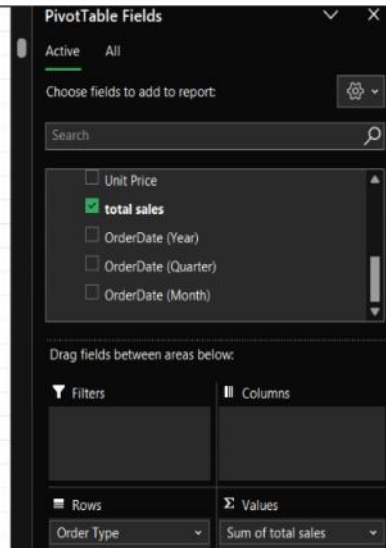 PivotTable Fields
Active All
Choose fields to add to report:
Search
Unit Price
total sales
OrderDate (Year)
OrderDate (Quarter)
OrderDate (Month)
Drag fields between areas below:
Filters
Columns
Rows
Σ Values
Order Type
Sum of total sales